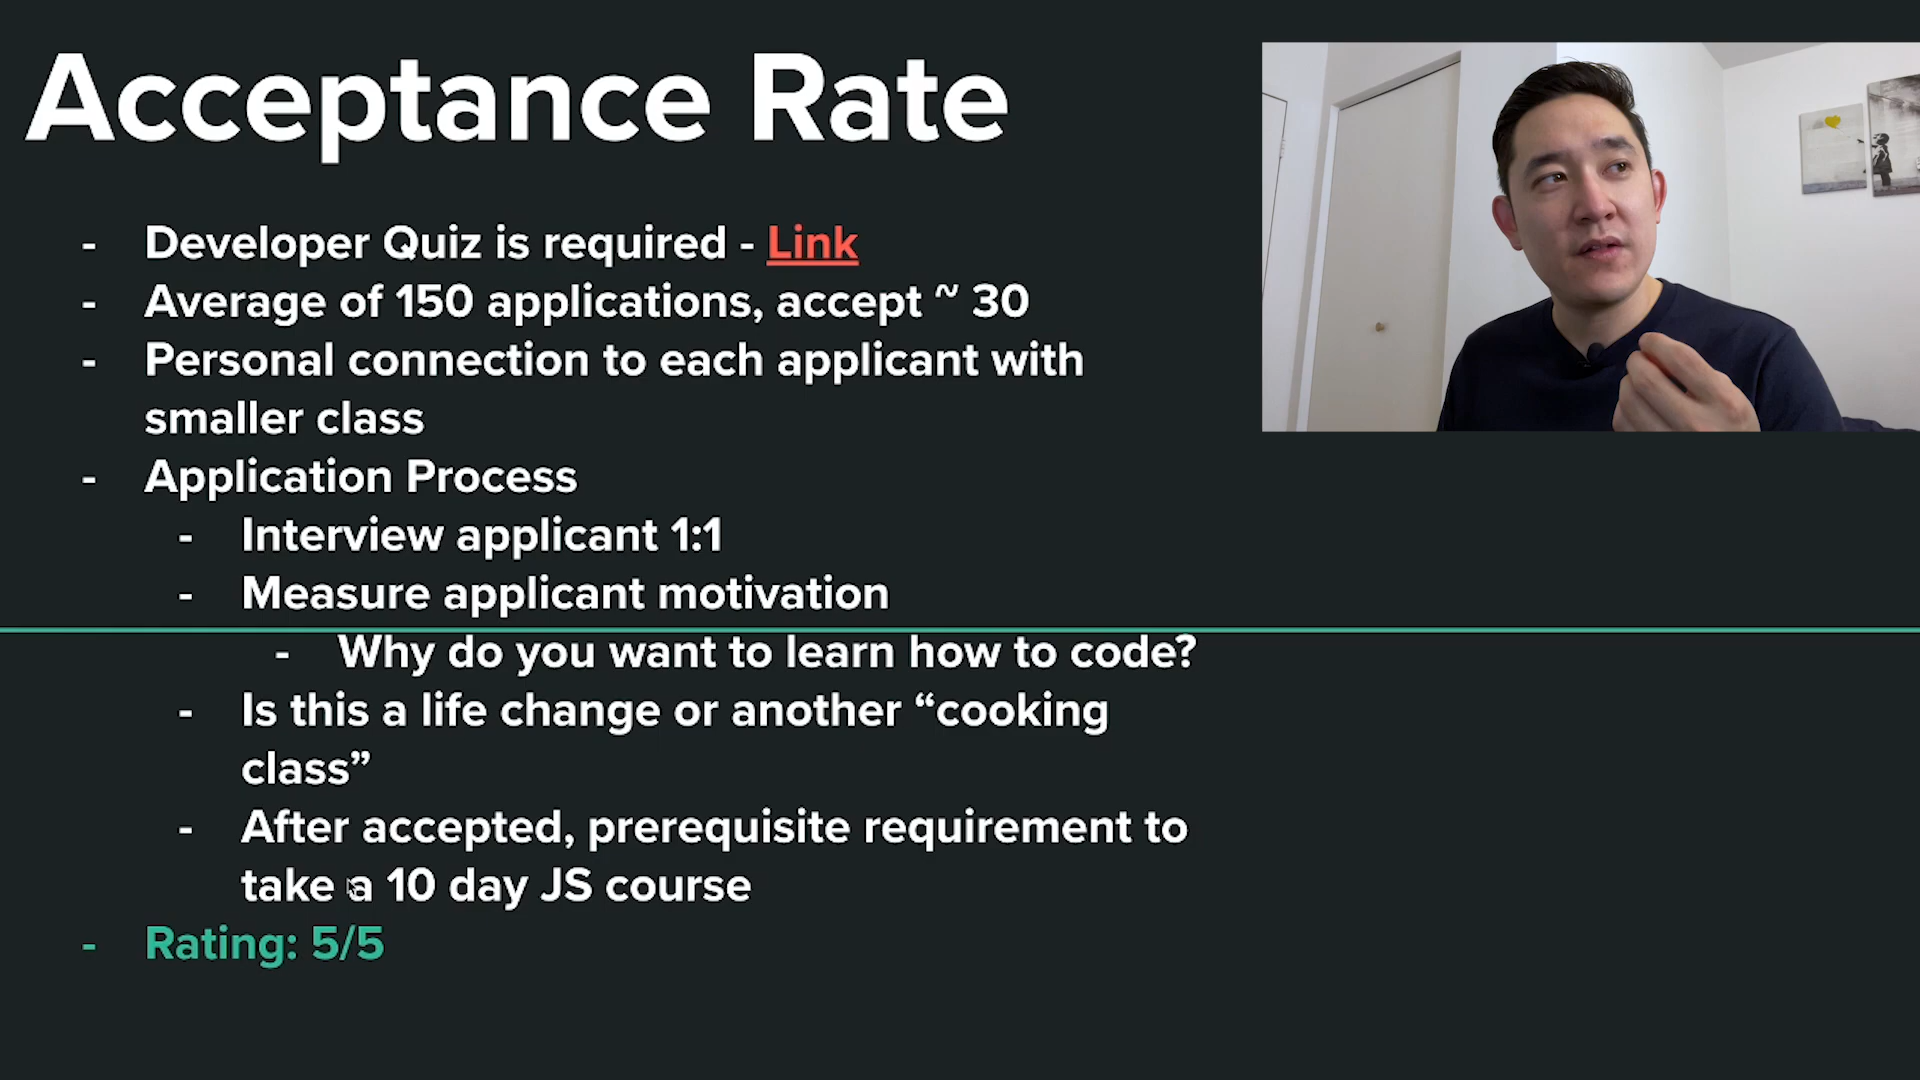 Acceptance Rate
- Developer Quiz is required - Link
- Average of 150 applications, accept ~ 30
- Personal connection to each applicant with
smaller class
- Application Process
- Interview applicant 1:1
- Measure applicant motivation
- Why do you want to learn how to code?
- Is this a life change or another “cooking
class”
- After accepted, prerequisite requirement to
take a 10 day JS course
- Rating: 5/5